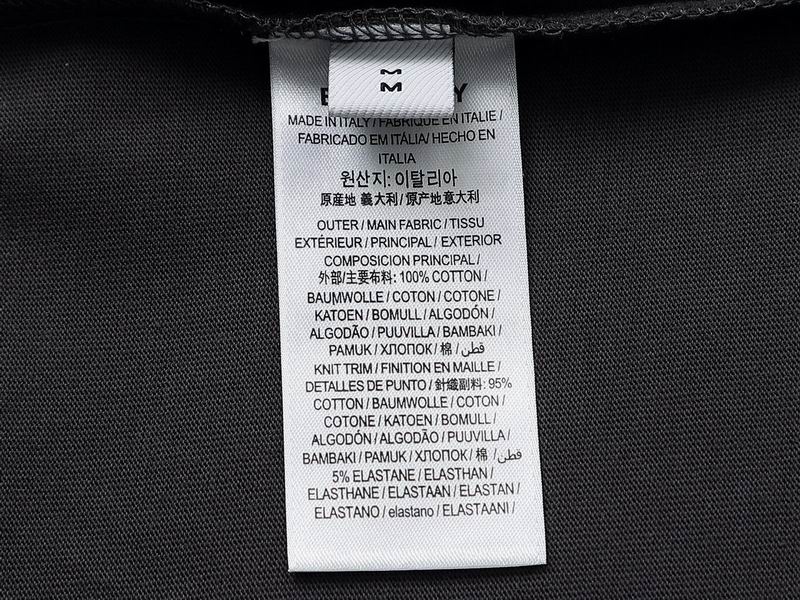 M
MADE IN ITALY / FABRIQUE EN ITALIE /
FABRICADO EM ITÁLIA/ HECHO EN
ITALIA
원산지: 이탈리아
原産地 義大利 / 原产地意大利
OUTER / MAIN FABRIC / TISSU
EXTÉRIEUR / PRINCIPAL / EXTERIOR
COMPOSICION PRINCIPAL /
外部/主要布料: 100% COTTON /
BAUMWOLLE / COTON / COTONE /
KATOEN / BOMULL / ALGODÓN /
ALGODÃO / PUUVILLA / BAMBAKI /
PAMUK / ХЛОПОК / 棉 / قطن
KNIT TRIM / FINITION EN MAILLE /
DETALLES DE PUNTO / 針織副料: 95%
COTTON / BAUMWOLLE / COTON /
COTONE / KATOEN / BOMULL /
ALGODÓN / ALGODÃO / PUUVILLA /
BAMBAKI / PAMUK / ХЛОПОК / 棉 / قطن
5% ELASTANE / ELASTHAN /
ELASTHANE / ELASTAAN / ELASTAN /
ELASTANO / elastano / ELASTAANI /